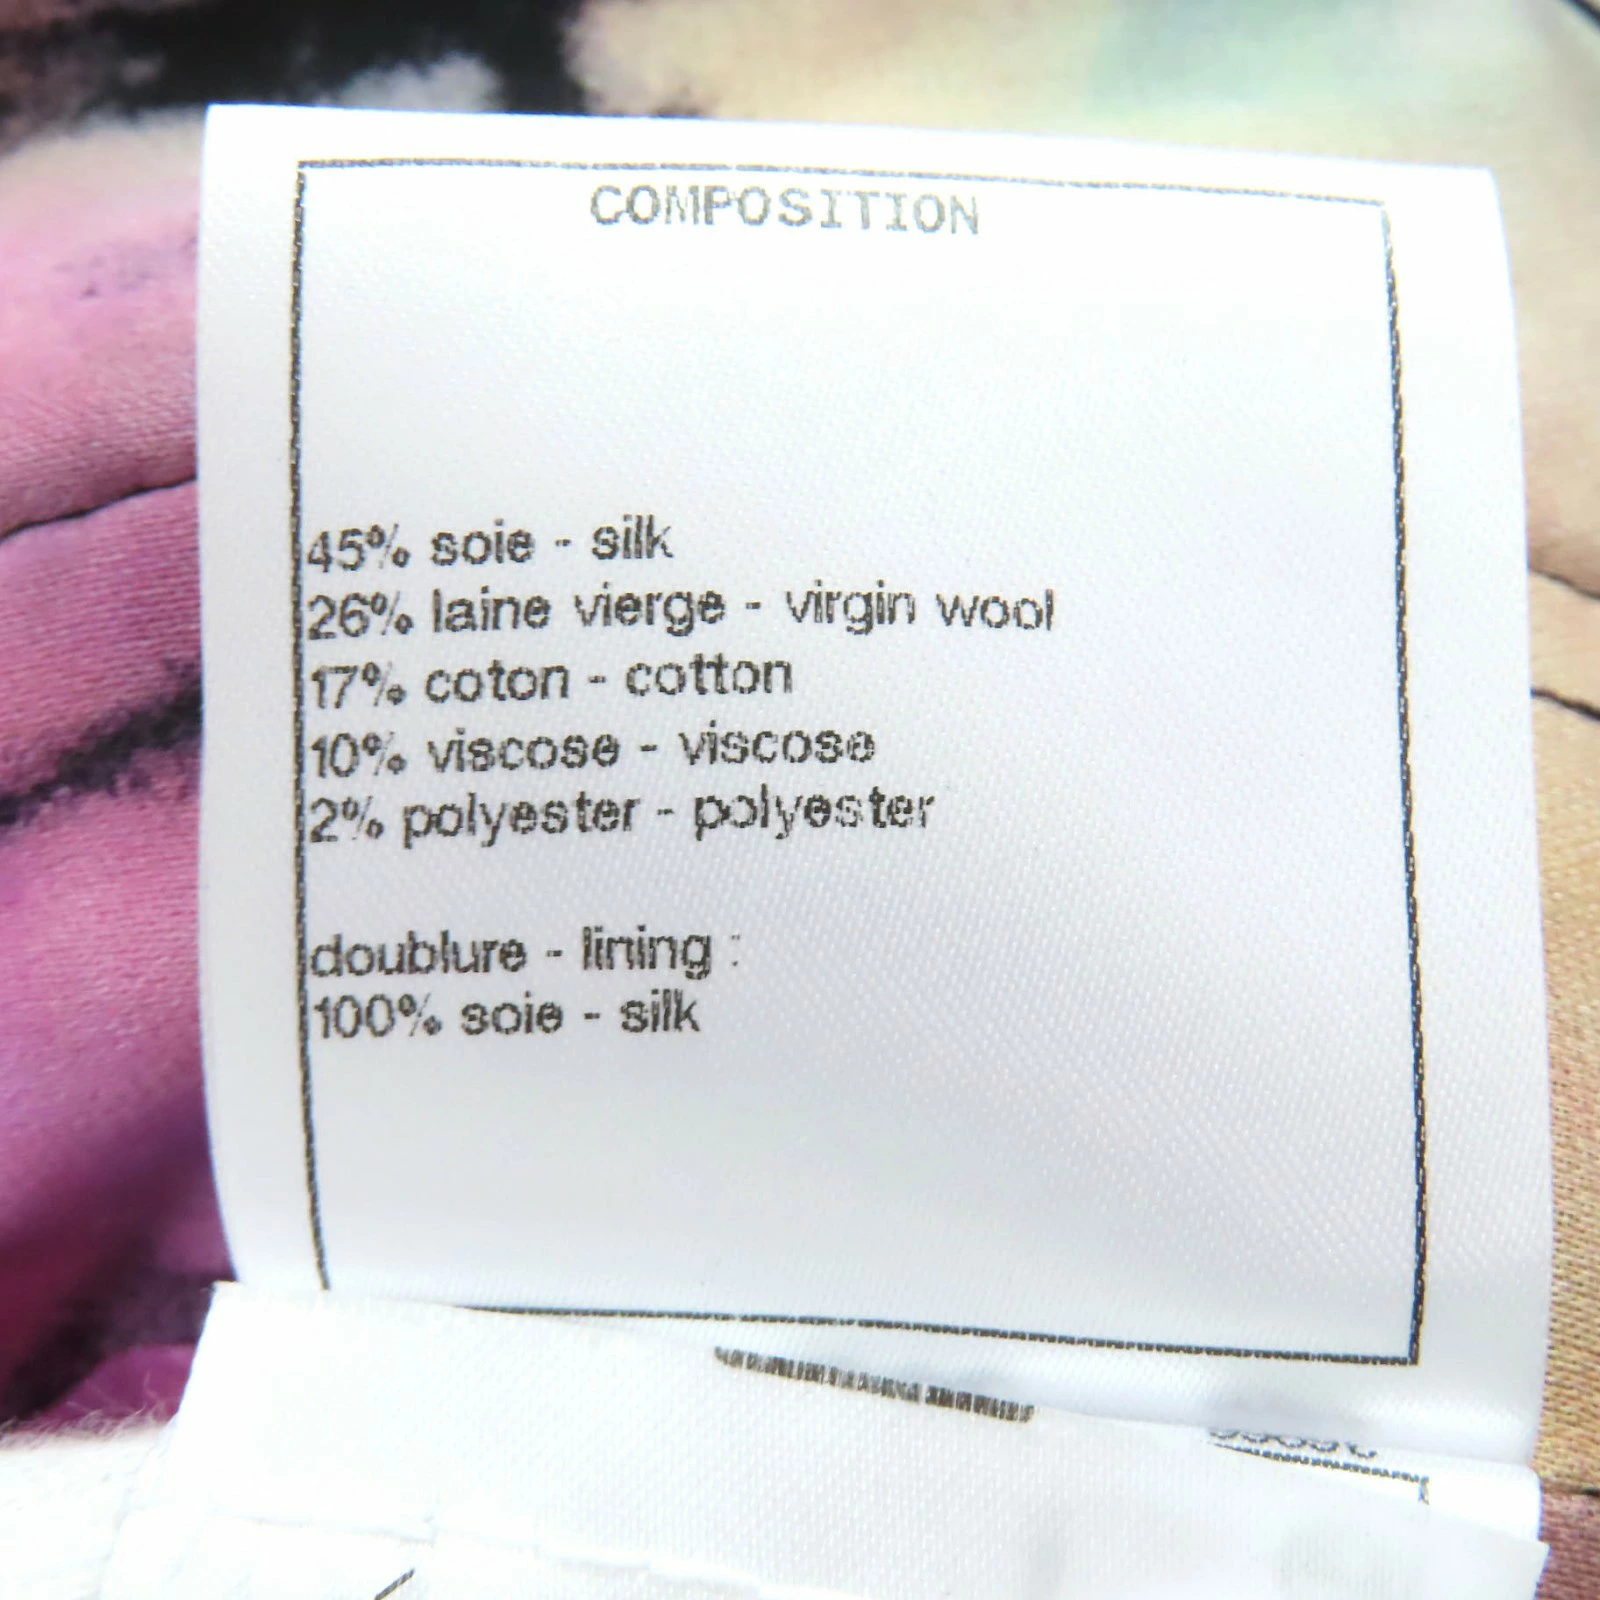 COMPOSITION
45% soie - silk
26% laine vierge - virgin wool
17% coton - cotton
10% viscose - viscose
2% polyester - polyester
doublure - lining :
100% soie - silk